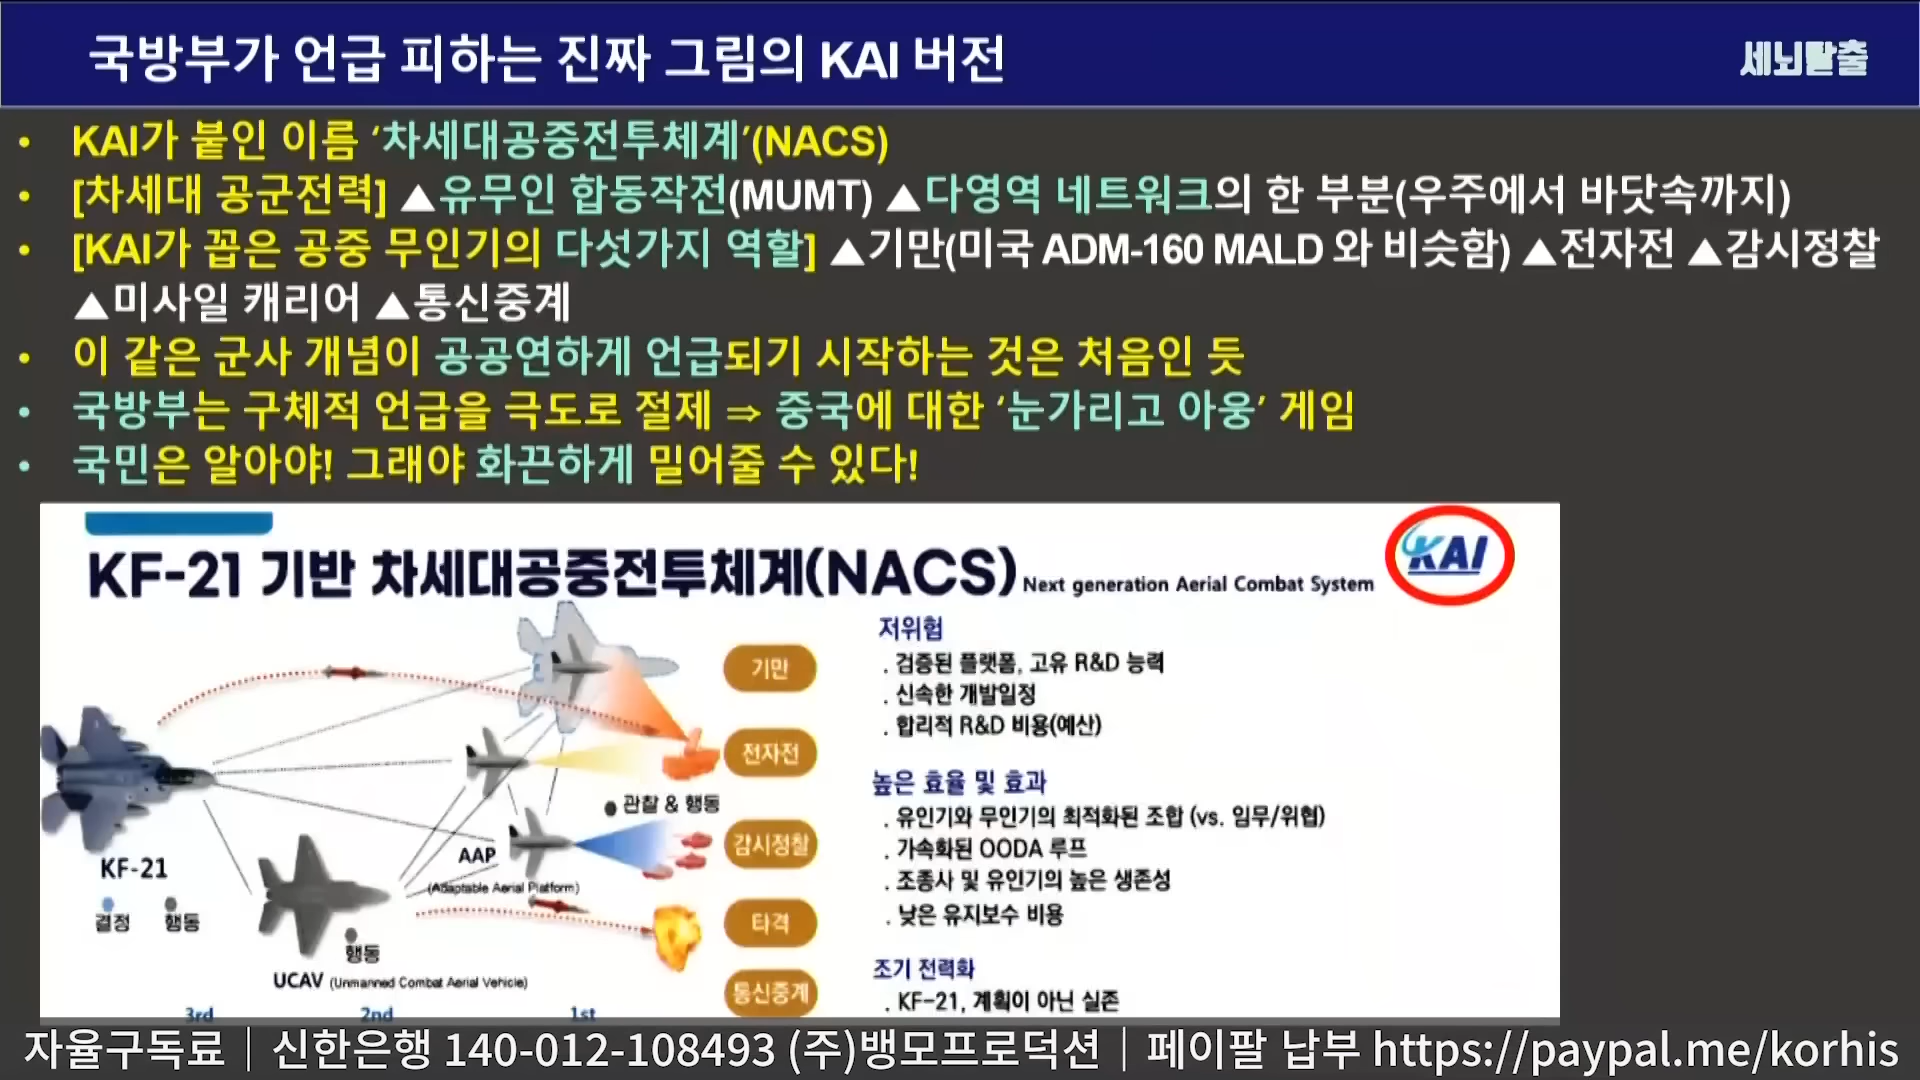 국방부가 언급 피하는 진짜 그림의 KAI 버전
세뇌탈출
• KAI가 붙인 이름 ‘차세대공중전투체계’(NACS)
• [차세대 공군전력] ▲유무인 합동작전(MUMT) ▲다영역 네트워크의 한 부분(우주에서 바닷속까지)
• [KAI가 꼽은 공중 무인기의 다섯가지 역할] ▲기만(미국 ADM-160 MALD 와 비슷함) ▲전자전 ▲감시정찰
▲미사일 캐리어 ▲통신중계
• 이 같은 군사 개념이 공공연하게 언급되기 시작하는 것은 처음인 듯
• 국방부는 구체적 언급을 극도로 절제 ⇒ 중국에 대한 ‘눈가리고 아웅’ 게임
• 국민은 알아야! 그래야 화끈하게 밀어줄 수 있다!
KF-21 기반 차세대공중전투체계(NACS) Next generation Aerial Combat System
KAI
기만
전자전
관찰 & 행동
감시정찰
AAP
(Adaptable Aerial Platform)
KF-21
결정 행동
타격
행동
UCAV (Unmanned Combat Aerial Vehicle)
통신중계
3rd 2nd 1st
저위험
. 검증된 플랫폼, 고유 R&D 능력
. 신속한 개발일정
. 합리적 R&D 비용(예산)
높은 효율 및 효과
. 유인기와 무인기의 최적화된 조합 (vs. 임무/위협)
. 가속화된 OODA 루프
. 조종사 및 유인기의 높은 생존성
. 낮은 유지보수 비용
조기 전력화
. KF-21, 계획이 아닌 실존
자율구독료│신한은행 140-012-108493 (주)뱅모프로덕션│페이팔 납부 https://paypal.me/korhis